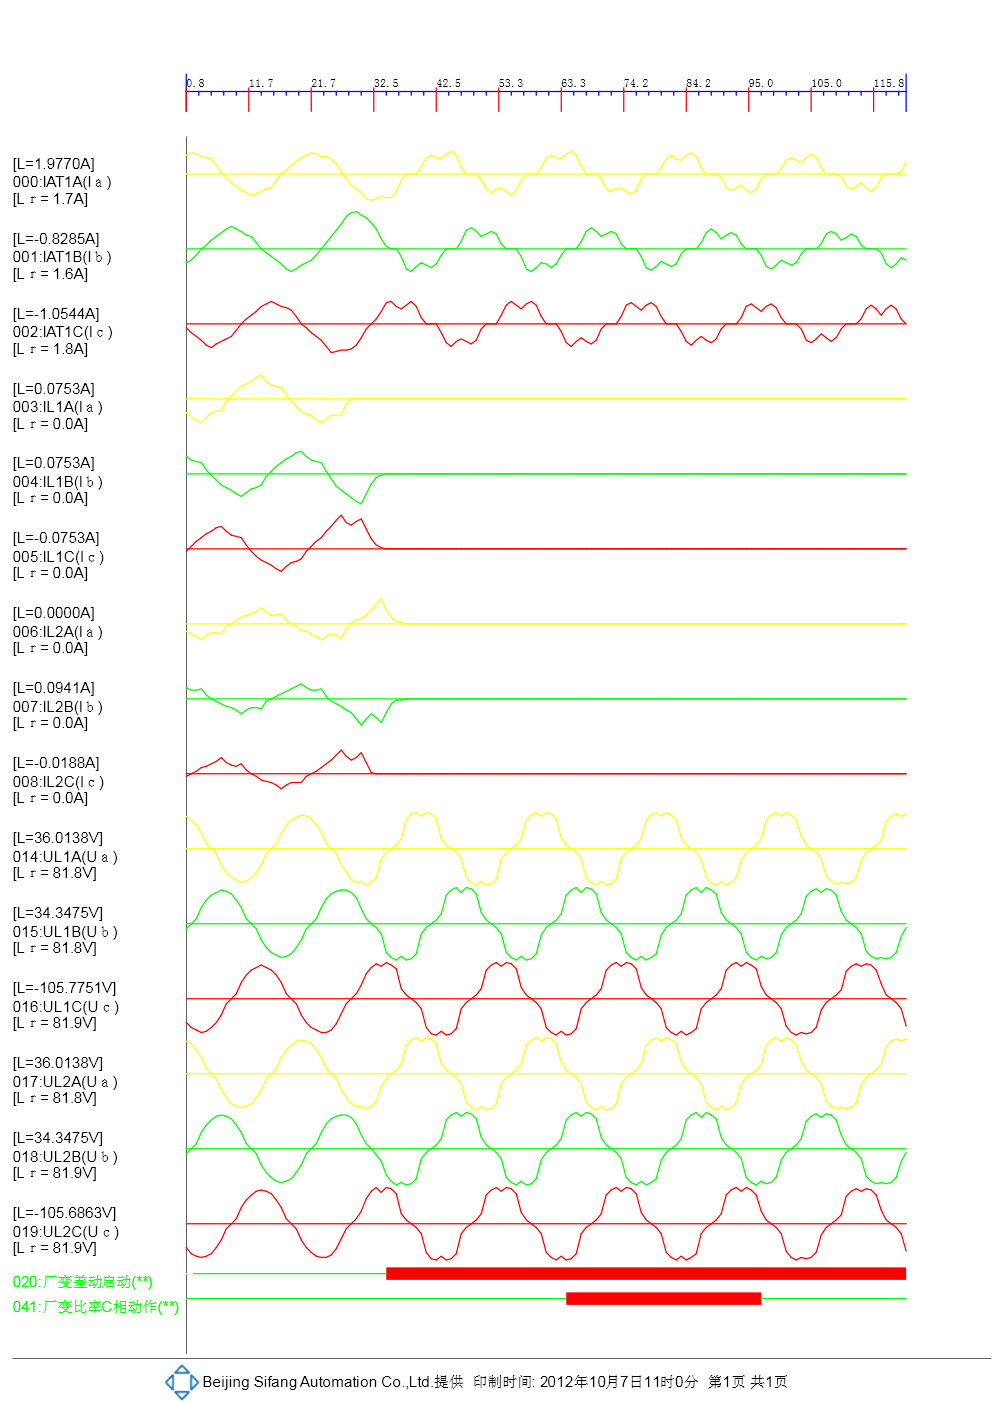 0.8 11.7 21.7 32.5 42.5 53.3 63.3 74.2 84.2 95.0 105.0 115.8
[L=1.9770A]
000:IAT1A(Ia)
[Lr=1.7A]
[L=-0.8285A]
001:IAT1B(Ib)
[Lr=1.6A]
[L=-1.0544A]
002:IAT1C(Ic)
[Lr=1.8A]
[L=0.0753A]
003:IL1A(Ia)
[Lr=0.0A]
[L=0.0753A]
004:IL1B(Ib)
[Lr=0.0A]
[L=-0.0753A]
005:IL1C(Ic)
[Lr=0.0A]
[L=0.0000A]
006:IL2A(Ia)
[Lr=0.0A]
[L=0.0941A]
007:IL2B(Ib)
[Lr=0.0A]
[L=-0.0188A]
008:IL2C(Ic)
[Lr=0.0A]
[L=36.0138V]
014:UL1A(Ua)
[Lr=81.8V]
[L=34.3475V]
015:UL1B(Ub)
[Lr=81.8V]
[L=-105.7751V]
016:UL1C(Uc)
[Lr=81.9V]
[L=36.0138V]
017:UL2A(Ua)
[Lr=81.8V]
[L=34.3475V]
018:UL2B(Ub)
[Lr=81.9V]
[L=-105.6863V]
019:UL2C(Uc)
[Lr=81.9V]
020:厂变差动启动(**)
041:厂变比率C相动作(**)
Beijing Sifang Automation Co.,Ltd.提供 印制时间: 2012年10月7日11时0分 第1页 共1页